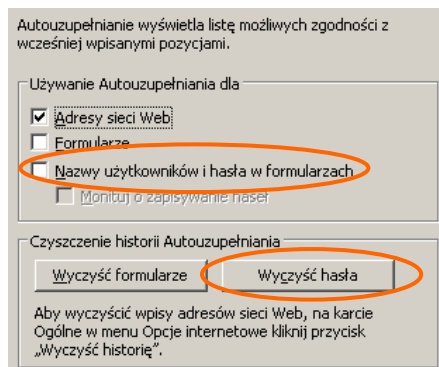 Autouzupełnianie wyświetla listę możliwych zgodności z
wcześniej wpisanymi pozycjami.
Używanie Autouzupełniania dla
Adresy sieci Web
Formularze
Nazwy użytkowników i hasła w formularzach
Monituj o zapisywanie haseł
Czyszczenie historii Autouzupełniania
Wyczyść formularze Wyczyść hasła
Aby wyczyścić wpisy adresów sieci Web, na karcie
Ogólne w menu Opcje internetowe kliknij przycisk
„Wyczyść historię”.